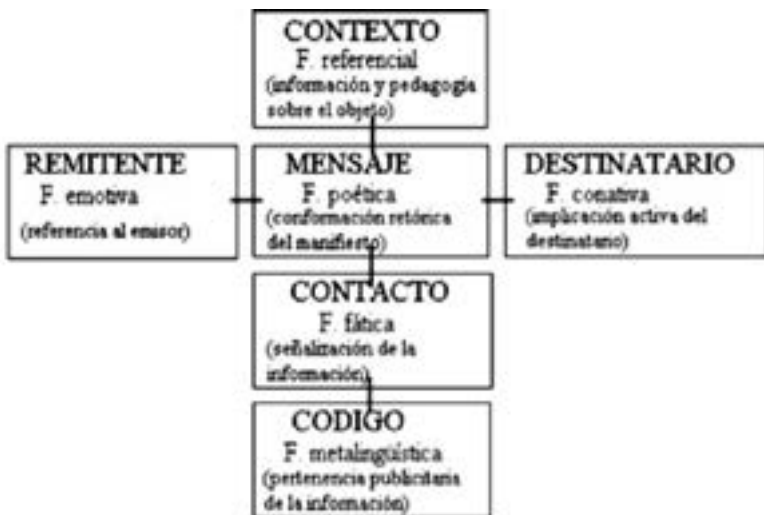 CONTEXTO
F. referencial
(información y pedagogía
sobre el objeto)
REMITENTE
F. emotiva
(referencia al emisor)
MENSAJE
F. poética
(conformación retórica
del manifiesto)
DESTINATARIO
F. conativa
(implicación activa del
destinatario)
CONTACTO
F. fática
(señalización de la
información)
CODIGO
F. metalingüística
(pertenencia publicitaria
de la información)